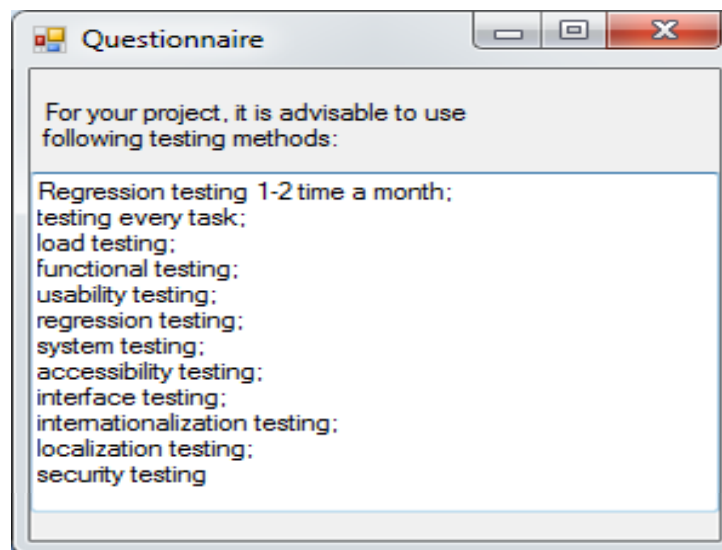 Questionnaire
For your project, it is advisable to use
following testing methods:
Regression testing 1-2 time a month;
testing every task;
load testing;
functional testing;
usability testing;
regression testing;
system testing;
accessibility testing;
interface testing;
internationalization testing;
localization testing;
security testing